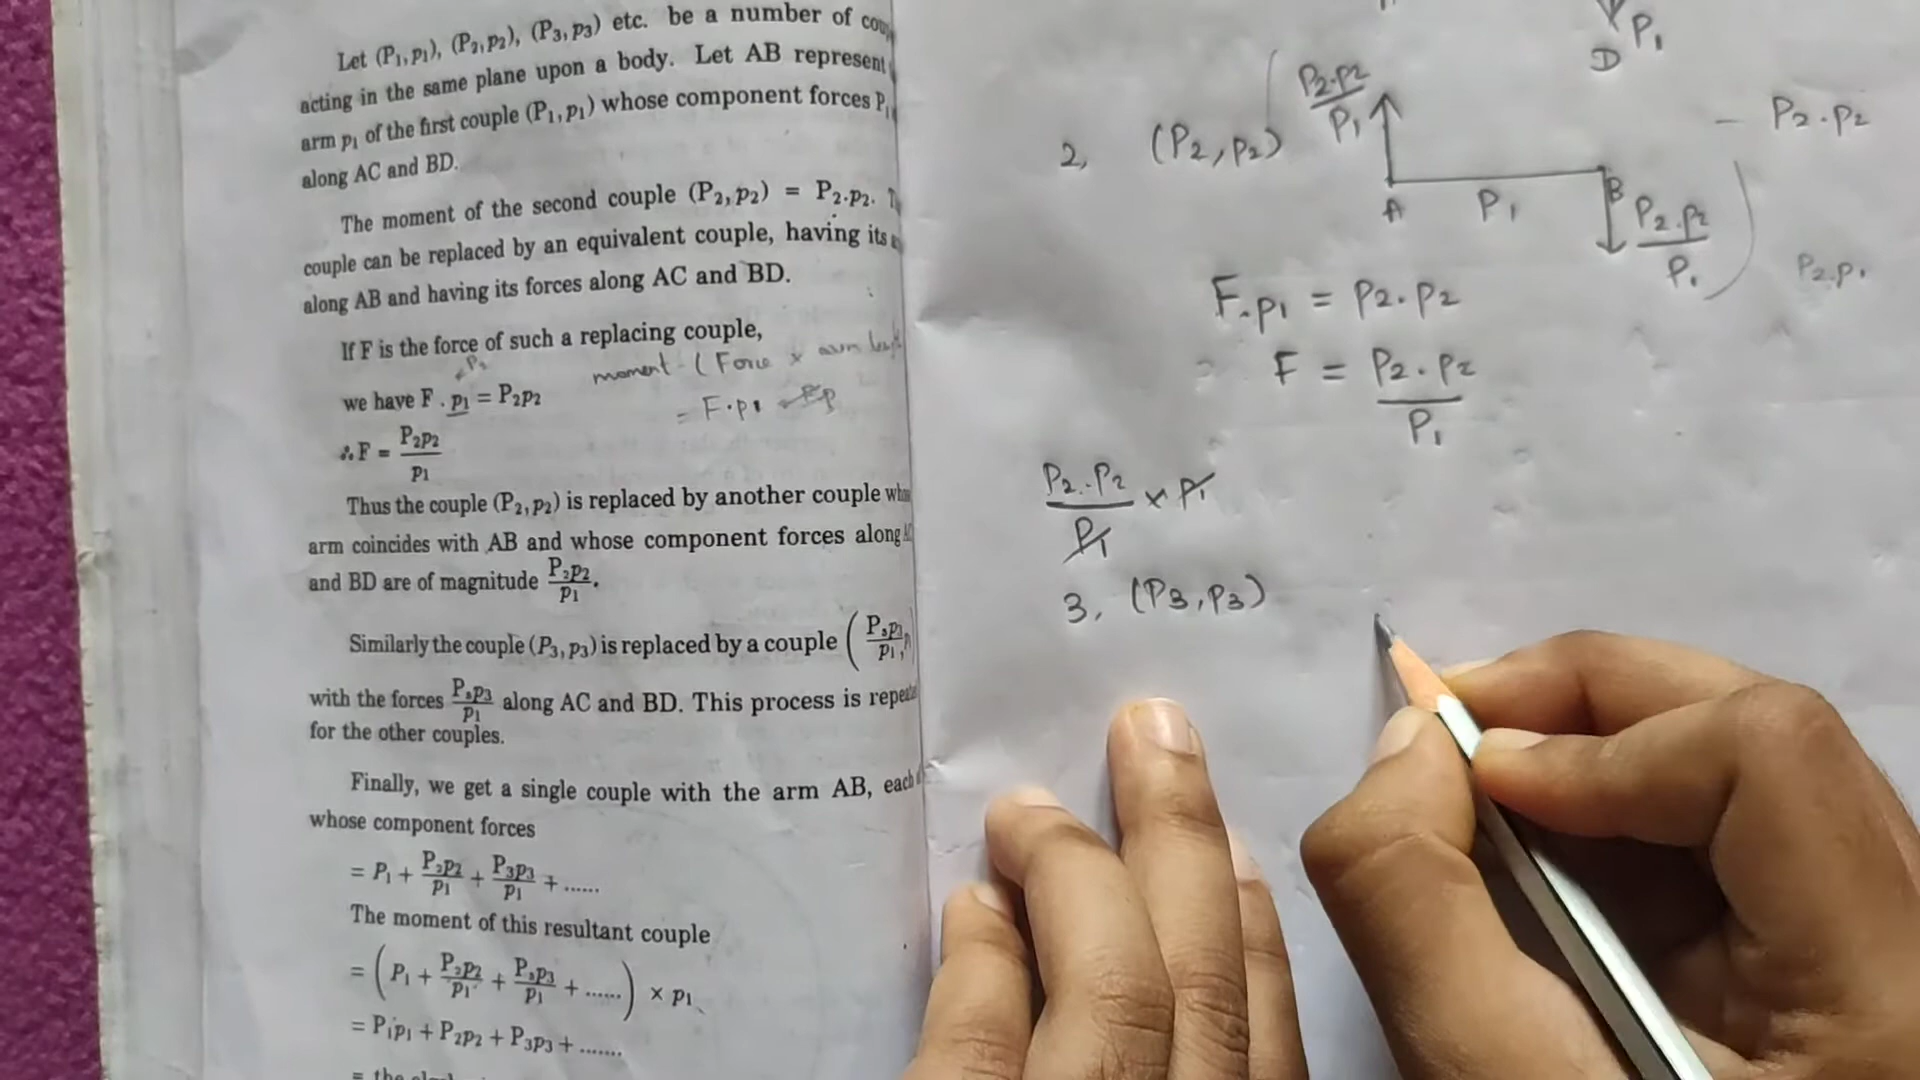 Let (P₁, p₁), (P₂, p₂), (P₃, p₃) etc. be a number of
acting in the same plane upon a body. Let AB represent
arm p₁ of the first couple (P₁, p₁) whose component forces P₁
along AC and BD.
The moment of the second couple (P₂, p₂) = P₂.p₂.
couple can be replaced by an equivalent couple, having its
along AB and having its forces along AC and BD.
If F is the force of such a replacing couple,
we have F . p₁ = P₂p₂
∴ F = P₂p₂/p₁
Thus the couple (P₂, p₂) is replaced by another couple
arm coincides with AB and whose component forces along
and BD are of magnitude P₂p₂/p₁.
Similarly the couple (P₃, p₃) is replaced by a couple (P₃p₃/p₁,
with the forces P₃p₃/p₁ along AC and BD. This process is
for the other couples.
Finally, we get a single couple with the arm AB, each
whose component forces
= P₁ + P₂p₂/p₁ + P₃p₃/p₁ + ......
The moment of this resultant couple
= (P₁ + P₂p₂/p₁ + P₃p₃/p₁ + ......) × p₁
= P₁p₁ + P₂p₂ + P₃p₃ + .......
= the
moment - (Force × arm
= F.p₁
P₁
D
2, (P₂, p₂)
P₂.p₂/P₁
A P₁ B
P₂.p₂/P₁
– P₂.p₂
P₂.p₁
F.p₁ = P₂.p₂
F = P₂.p₂/P₁
P₂.p₂/P₁ × p₁
3, (P₃, p₃)